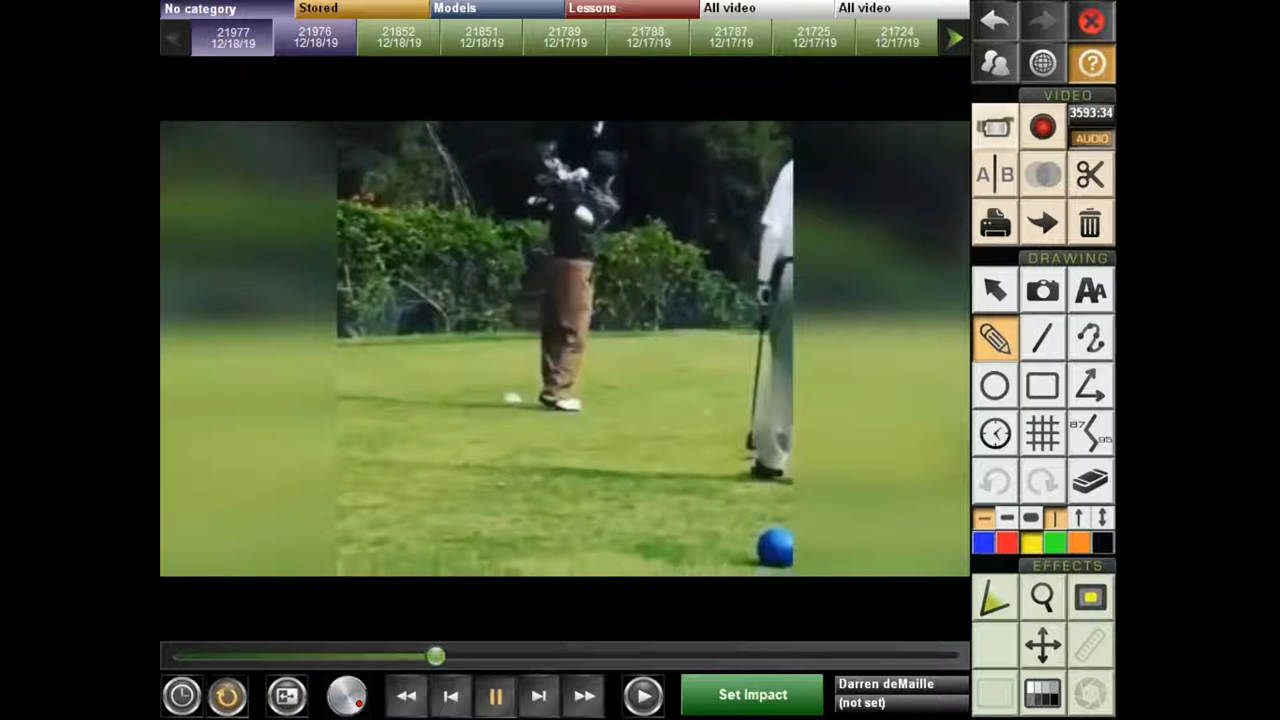 No category
Stored
Models
Lessons
All video
All video
21977
12/18/19
21976
12/18/19
21852
12/18/19
21851
12/18/19
21789
12/17/19
21788
12/17/19
21787
12/17/19
21725
12/17/19
21724
12/17/19
?
VIDEO
3593:34
AUDIO
A|B
DRAWING
AA
87
95
EFFECTS
Set Impact
Darren deMaille
(not set)